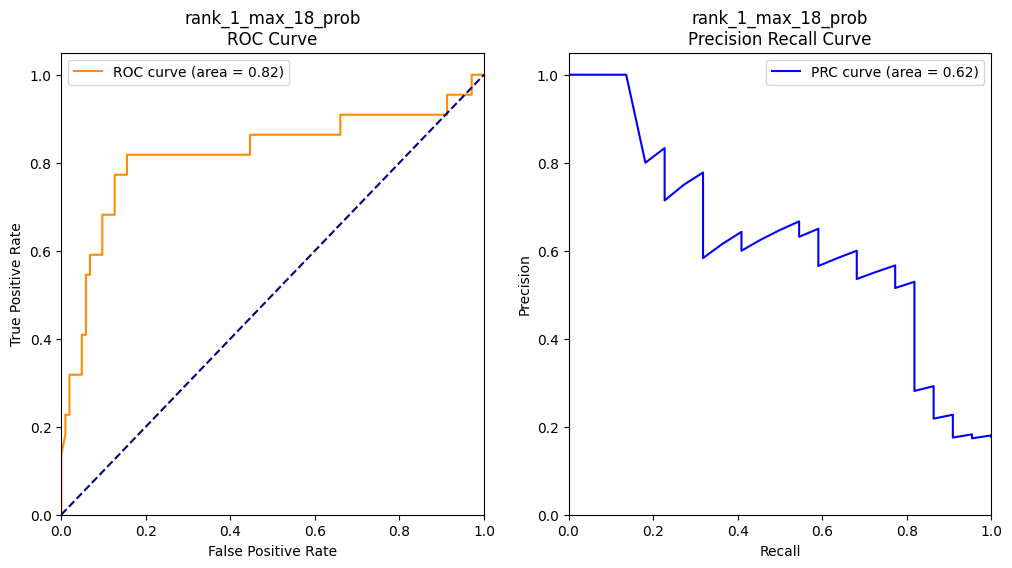 rank_1_max_18_prob
ROC Curve
ROC curve (area = 0.82)
True Positive Rate
1.0
0.8
0.6
0.4
0.2
0.0
0.0 0.2 0.4 0.6 0.8 1.0
False Positive Rate
rank_1_max_18_prob
Precision Recall Curve
PRC curve (area = 0.62)
Precision
1.0
0.8
0.6
0.4
0.2
0.0
0.0 0.2 0.4 0.6 0.8 1.0
Recall